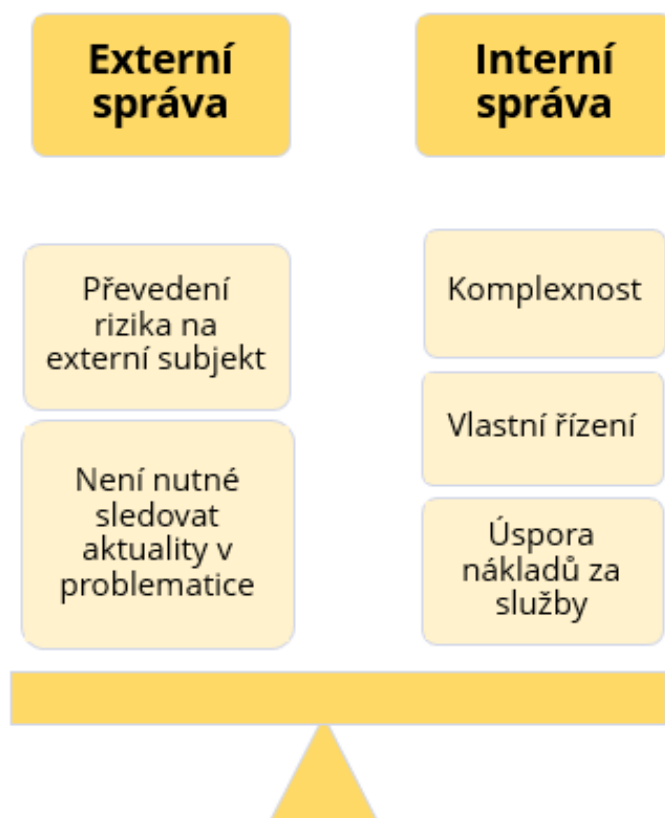 Externí
správa
Interní
správa
Převedení
rizika na
externí subjekt
Není nutné
sledovat
aktuality v
problematice
Komplexnost
Vlastní řízení
Úspora
nákladů za
služby